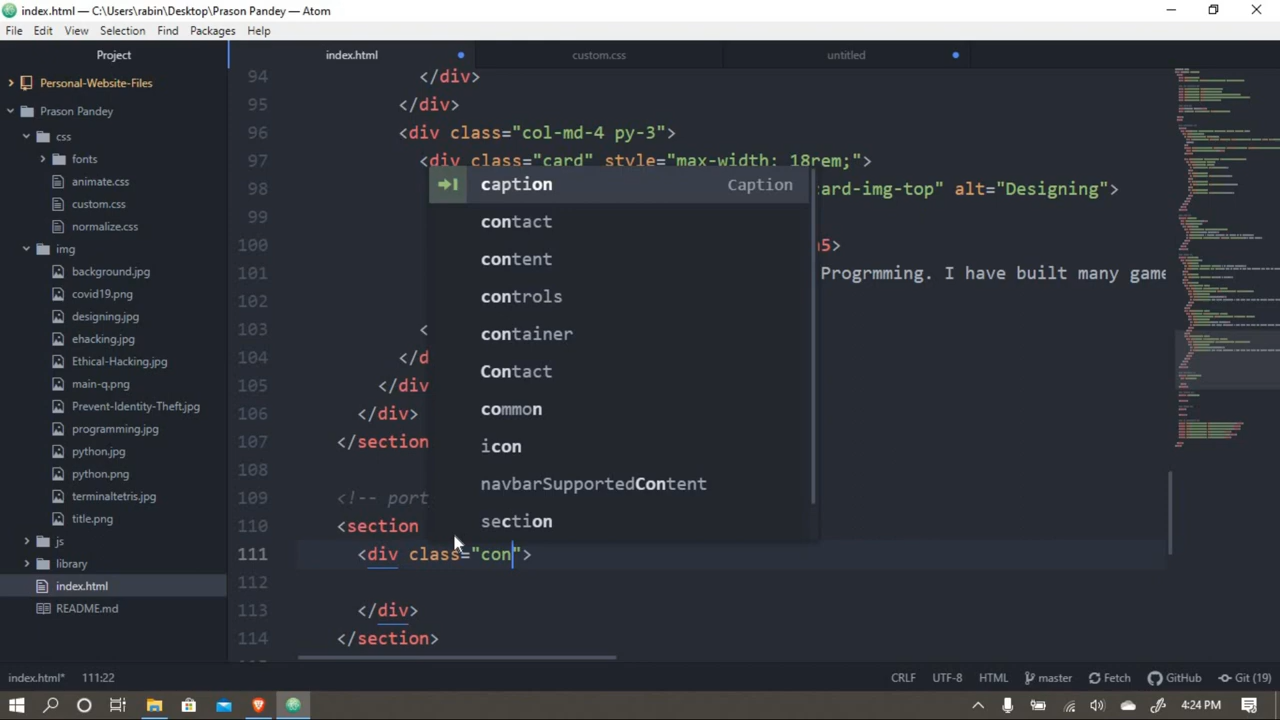 index.html — C:\Users\rabin\Desktop\Prason Pandey — Atom
File Edit View Selection Find Packages Help
Project
index.html
custom.css
untitled
Personal-Website-Files
Prason Pandey
css
fonts
animate.css
custom.css
normalize.css
img
background.jpg
covid19.png
designing.jpg
ehacking.jpg
Ethical-Hacking.jpg
main-q.png
Prevent-Identity-Theft.jpg
programming.jpg
python.jpg
python.png
terminaltetris.jpg
title.png
js
library
index.html
README.md
94 </div>
95 </div>
96 <div class="col-md-4 py-3">
97 <div class="card" style="max-width: 18rem;">
98 card-img-top" alt="Designing">
99
100 h5>
101 Progrmming. I have built many game
102
103 <
104 </d
105 </div
106 </div>
107 </section
108
109 <!-- port
110 <section
111 <div class="con">
112
113 </div>
114 </section>
caption Caption
contact
content
controls
container
Contact
common
icon
navbarSupportedContent
section
index.html* 111:22
CRLF UTF-8 HTML master Fetch GitHub Git (19)
4:24 PM